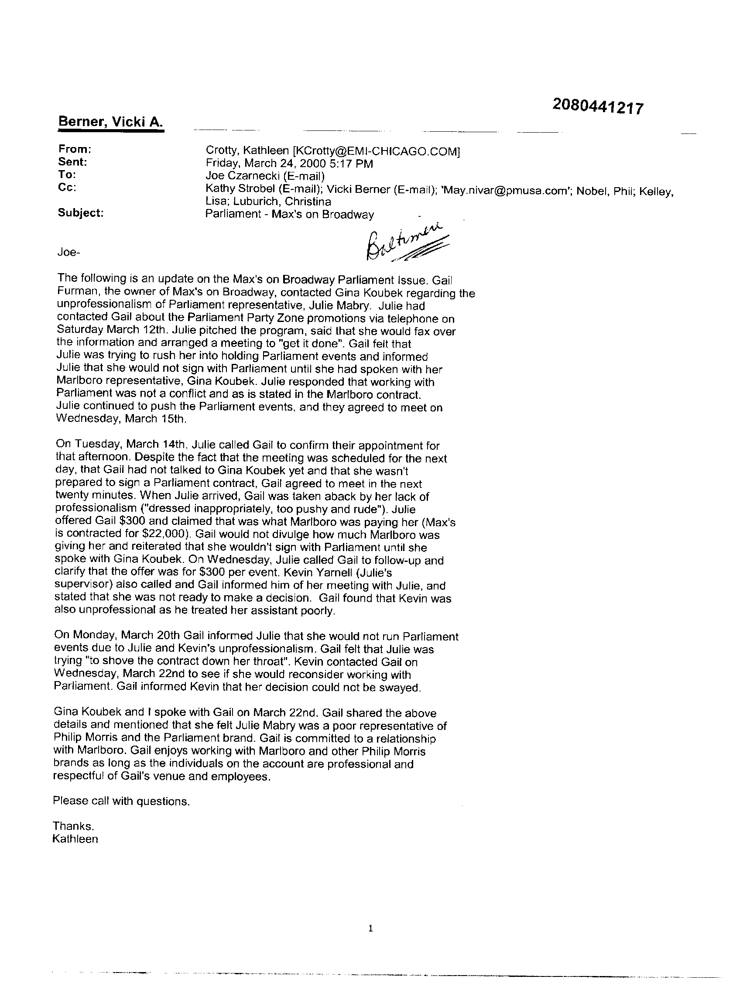 2080441217
Berner, Vicki A.
From: Crotty, Kathleen [KCrotty@EMI-CHICAGO.COM]
Sent: Friday, March 24, 2000 5:17 PM
To: Joe Czarnecki (E-mail)
Cc: Kathy Strobel (E-mail); Vicki Berner (E-mail); 'May.nivar@pmusa.com'; Nobel, Phil; Kelley,
Lisa; Luburich, Christina
Subject: Parliament - Max's on Broadway
Baltimore
Joe-
The following is an update on the Max's on Broadway Parliament Issue. Gail
Furman, the owner of Max's on Broadway, contacted Gina Koubek regarding the
unprofessionalism of Parliament representative, Julie Mabry. Julie had
contacted Gail about the Parliament Party Zone promotions via telephone on
Saturday March 12th. Julie pitched the program, said that she would fax over
the information and arranged a meeting to "get it done". Gail felt that
Julie was trying to rush her into holding Parliament events and informed
Julie that she would not sign with Parliament until she had spoken with her
Marlboro representative, Gina Koubek. Julie responded that working with
Parliament was not a conflict and as is stated in the Marlboro contract.
Julie continued to push the Parliament events, and they agreed to meet on
Wednesday, March 15th.
On Tuesday, March 14th, Julie called Gail to confirm their appointment for
that afternoon. Despite the fact that the meeting was scheduled for the next
day, that Gail had not talked to Gina Koubek yet and that she wasn't
prepared to sign a Parliament contract, Gail agreed to meet in the next
twenty minutes. When Julie arrived, Gail was taken aback by her lack of
professionalism ("dressed inappropriately, too pushy and rude"). Julie
offered Gail $300 and claimed that was what Marlboro was paying her (Max's
is contracted for $22,000). Gail would not divulge how much Marlboro was
giving her and reiterated that she wouldn't sign with Parliament until she
spoke with Gina Koubek. On Wednesday, Julie called Gail to follow-up and
clarify that the offer was for $300 per event. Kevin Yarnell (Julie's
supervisor) also called and Gail informed him of her meeting with Julie, and
stated that she was not ready to make a decision. Gail found that Kevin was
also unprofessional as he treated her assistant poorly.
On Monday, March 20th Gail informed Julie that she would not run Parliament
events due to Julie and Kevin's unprofessionalism. Gail felt that Julie was
trying "to shove the contract down her throat". Kevin contacted Gail on
Wednesday, March 22nd to see if she would reconsider working with
Parliament. Gail informed Kevin that her decision could not be swayed.
Gina Koubek and I spoke with Gail on March 22nd. Gail shared the above
details and mentioned that she felt Julie Mabry was a poor representative of
Philip Morris and the Parliament brand. Gail is committed to a relationship
with Marlboro. Gail enjoys working with Marlboro and other Philip Morris
brands as long as the individuals on the account are professional and
respectful of Gail's venue and employees.
Please call with questions.
Thanks.
Kathleen
1